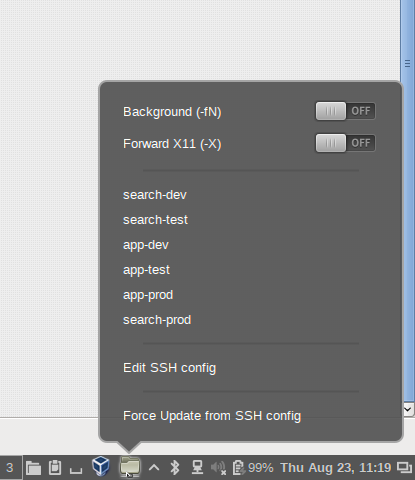 Background (-fN) OFF
Forward X11 (-X) OFF
search-dev
search-test
app-dev
app-test
app-prod
search-prod
Edit SSH config
Force Update from SSH config
3 99% Thu Aug 23, 11:19